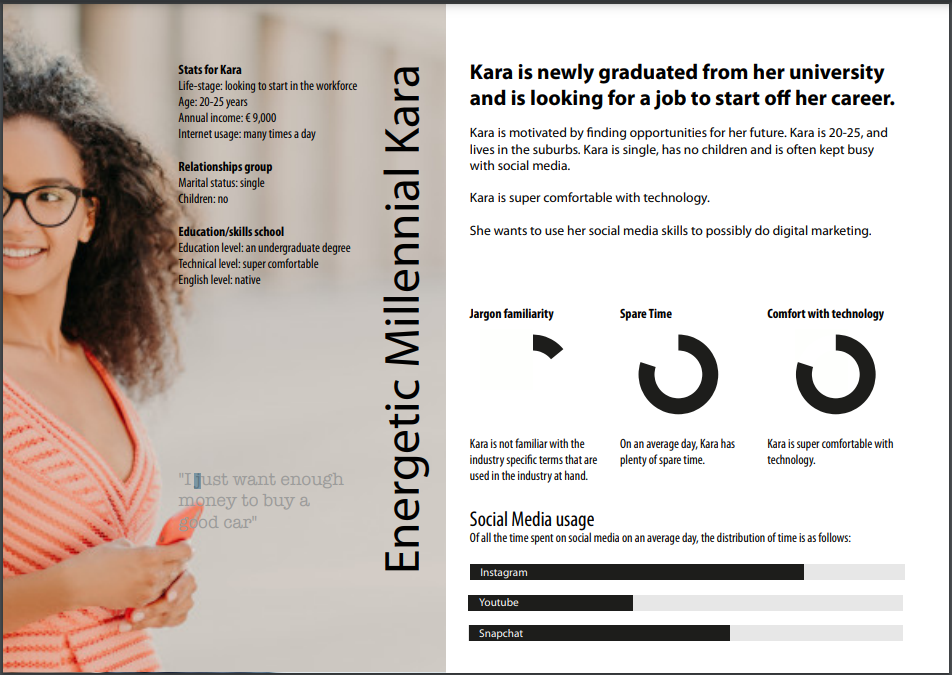 Stats for Kara
Life-stage: looking to start in the workforce
Age: 20-25 years
Annual income: € 9,000
Internet usage: many times a day
Relationships group
Marital status: single
Children: no
Education/skills school
Education level: an undergraduate degree
Technical level: super comfortable
English level: native
"I just want enough
money to buy a
good car"
Energetic Millennial Kara
Kara is newly graduated from her university
and is looking for a job to start off her career.
Kara is motivated by finding opportunities for her future. Kara is 20-25, and
lives in the suburbs. Kara is single, has no children and is often kept busy
with social media.
Kara is super comfortable with technology.
She wants to use her social media skills to possibly do digital marketing.
Jargon familiarity
Kara is not familiar with the
industry specific terms that are
used in the industry at hand.
Spare Time
On an average day, Kara has
plenty of spare time.
Comfort with technology
Kara is super comfortable with
technology.
Social Media usage
Of all the time spent on social media on an average day, the distribution of time is as follows:
Instagram
Youtube
Snapchat